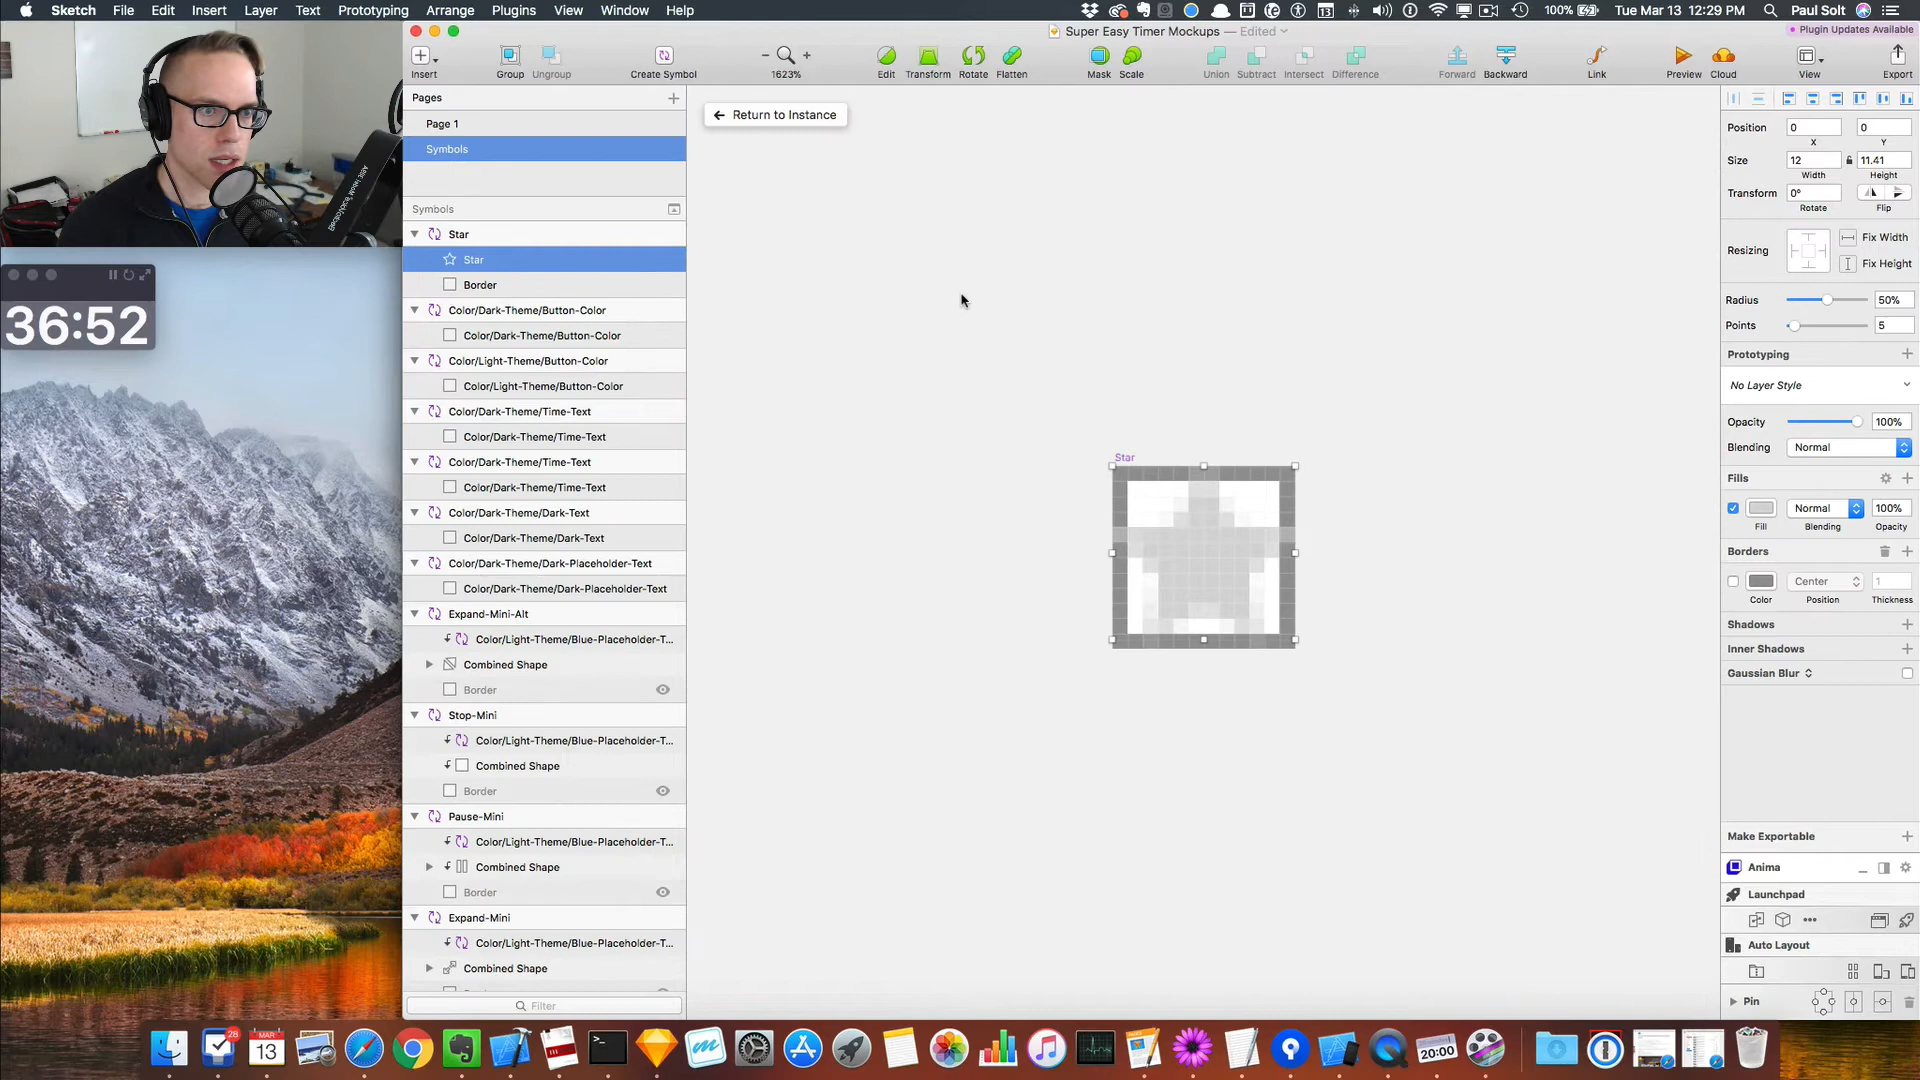 Sketch File Edit Insert Layer Text Prototyping Arrange Plugins View Window Help
13 100% Tue Mar 13 12:29 PM Paul Solt
Super Easy Timer Mockups — Edited
Plugin Updates Available
Insert Group Ungroup Create Symbol 1623% Edit Transform Rotate Flatten Mask Scale Union Subtract Intersect Difference Forward Backward Link Preview Cloud View Export
Pages
Page 1
Symbols
Symbols
Star
Star
Border
Color/Dark-Theme/Button-Color
Color/Dark-Theme/Button-Color
Color/Light-Theme/Button-Color
Color/Light-Theme/Button-Color
Color/Dark-Theme/Time-Text
Color/Dark-Theme/Time-Text
Color/Dark-Theme/Time-Text
Color/Dark-Theme/Time-Text
Color/Dark-Theme/Dark-Text
Color/Dark-Theme/Dark-Text
Color/Dark-Theme/Dark-Placeholder-Text
Color/Dark-Theme/Dark-Placeholder-Text
Expand-Mini-Alt
Color/Light-Theme/Blue-Placeholder-T...
Combined Shape
Border
Stop-Mini
Color/Light-Theme/Blue-Placeholder-T...
Combined Shape
Border
Pause-Mini
Color/Light-Theme/Blue-Placeholder-T...
Combined Shape
Border
Expand-Mini
Color/Light-Theme/Blue-Placeholder-T...
Combined Shape
Filter
36:52
Return to Instance
Star
Position 0 0
X Y
Size 12 11.41
Width Height
Transform 0°
Rotate Flip
Resizing Fix Width
Fix Height
Radius 50%
Points 5
Prototyping
No Layer Style
Opacity 100%
Blending Normal
Fills
Normal 100%
Fill Blending Opacity
Borders
Center 1
Color Position Thickness
Shadows
Inner Shadows
Gaussian Blur
Make Exportable
Anima
Launchpad
Auto Layout
Pin
28
MAR
13
20:00